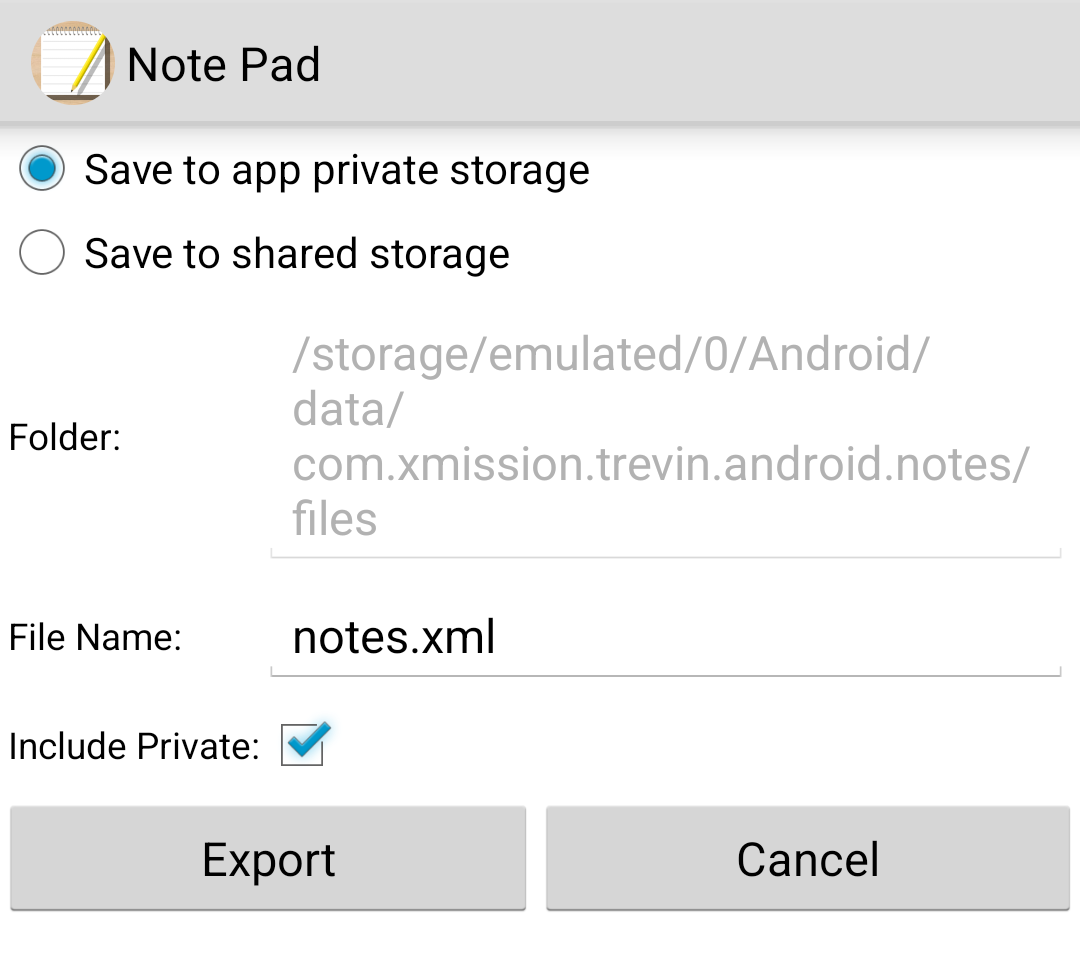 Note Pad
Save to app private storage
Save to shared storage
Folder:
/storage/emulated/0/Android/
data/
com.xmission.trevin.android.notes/
files
File Name:
notes.xml
Include Private:
Export
Cancel